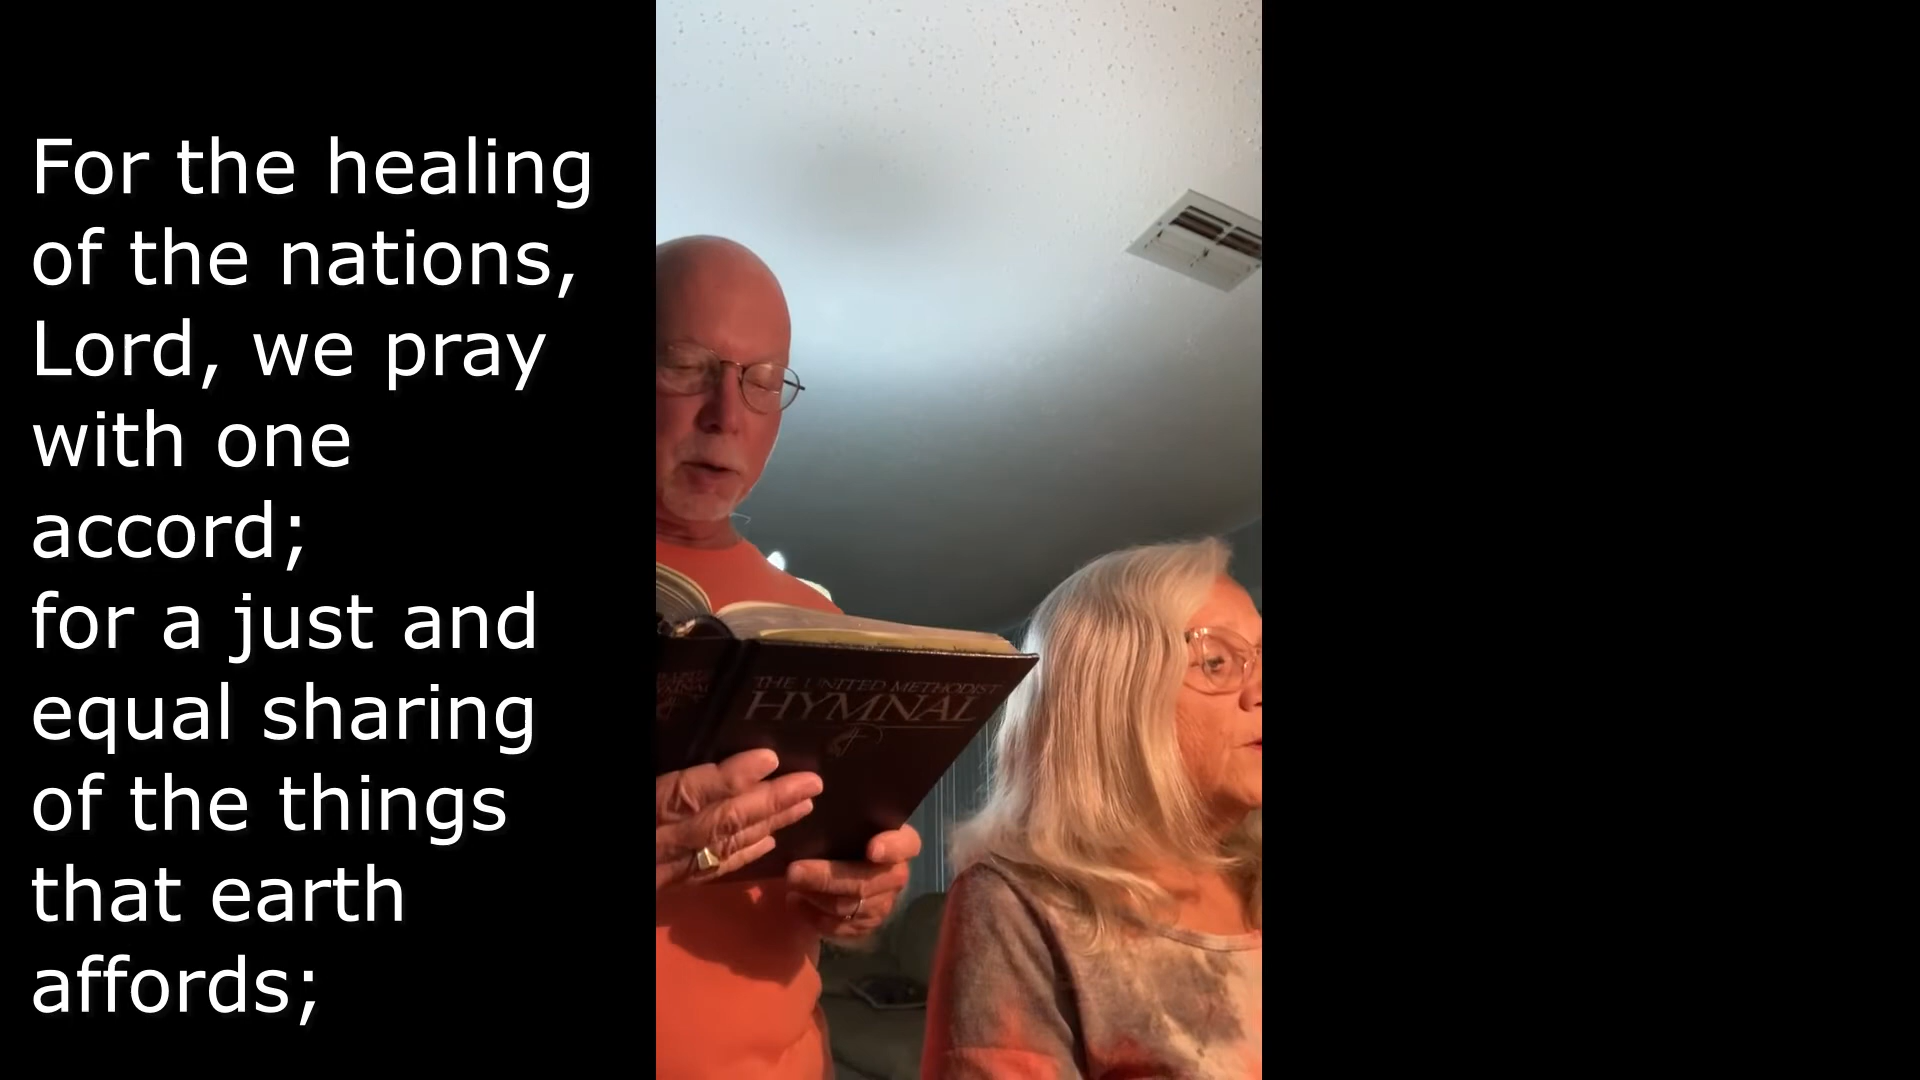 For the healing
of the nations,
Lord, we pray
with one
accord;
for a just and
equal sharing
of the things
that earth
affords;
THE UNITED METHODIST
HYMNAL